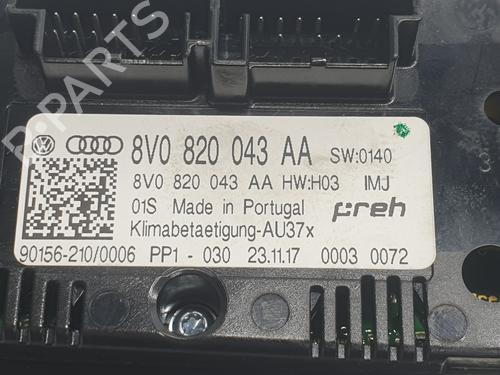 8V0 820 043 AA SW:0140
8V0 820 043 AA HW:H03 IMJ
01S Made in Portugal preh
Klimabetaetigung-AU37x
90156-210/0006 PP1 - 030 23.11.17 0003 0072
B-PARTS